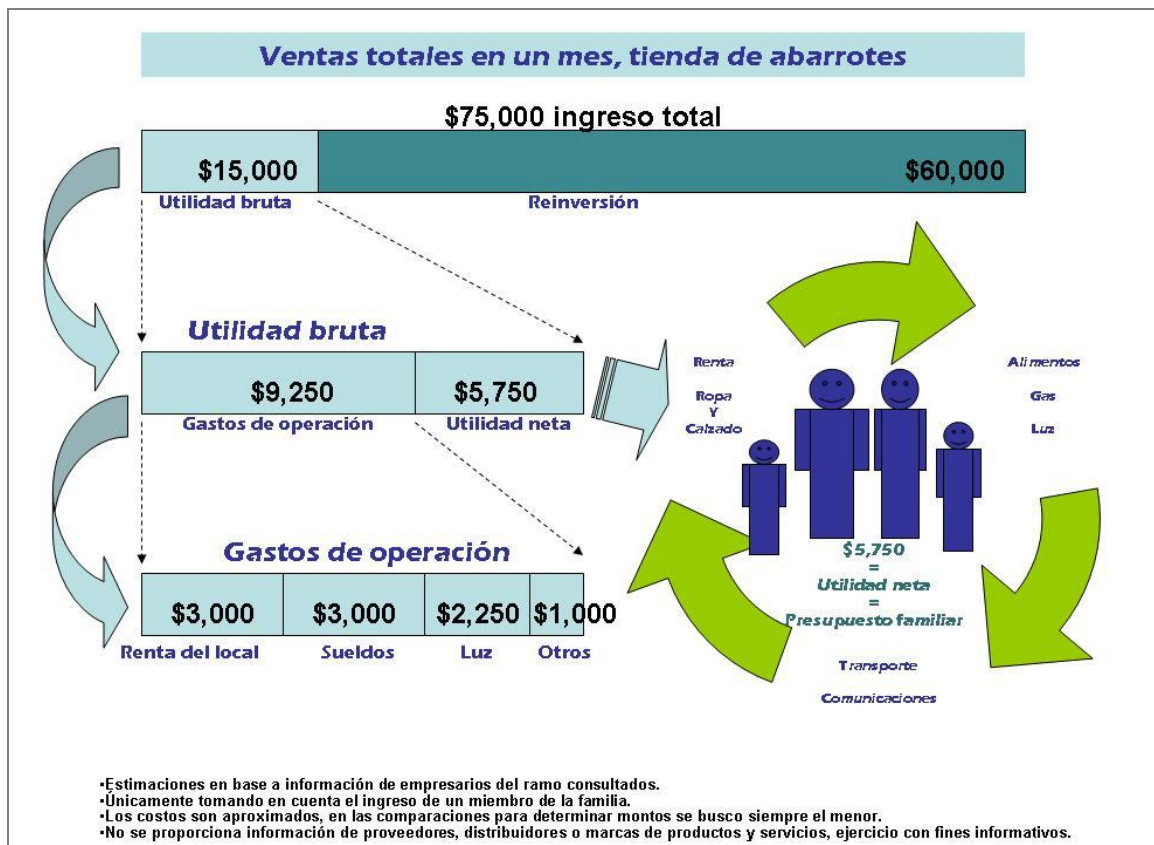 Ventas totales en un mes, tienda de abarrotes
$75,000 ingreso total
$15,000
$60,000
Utilidad bruta
Reinversión
Utilidad bruta
$9,250
$5,750
Gastos de operación
Utilidad neta
Renta
Ropa
Y
Calzado
Alimentos
Gas
Luz
$5,750
=
Utilidad neta
=
Presupuesto familiar
Transporte
Comunicaciones
Gastos de operación
$3,000
$3,000
$2,250
$1,000
Renta del local
Sueldos
Luz
Otros
•Estimaciones en base a información de empresarios del ramo consultados.
•Únicamente tomando en cuenta el ingreso de un miembro de la familia.
•Los costos son aproximados, en las comparaciones para determinar montos se busco siempre el menor.
•No se proporciona información de proveedores, distribuidores o marcas de productos y servicios, ejercicio con fines informativos.